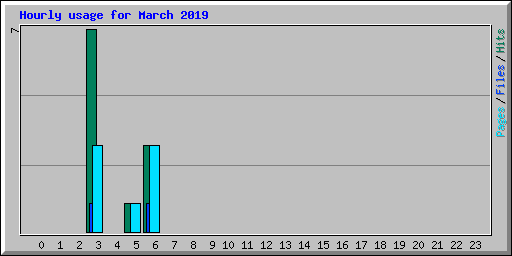 Hourly usage for March 2019
7
Pages/Files/Hits
0 1 2 3 4 5 6 7 8 9 10 11 12 13 14 15 16 17 18 19 20 21 22 23